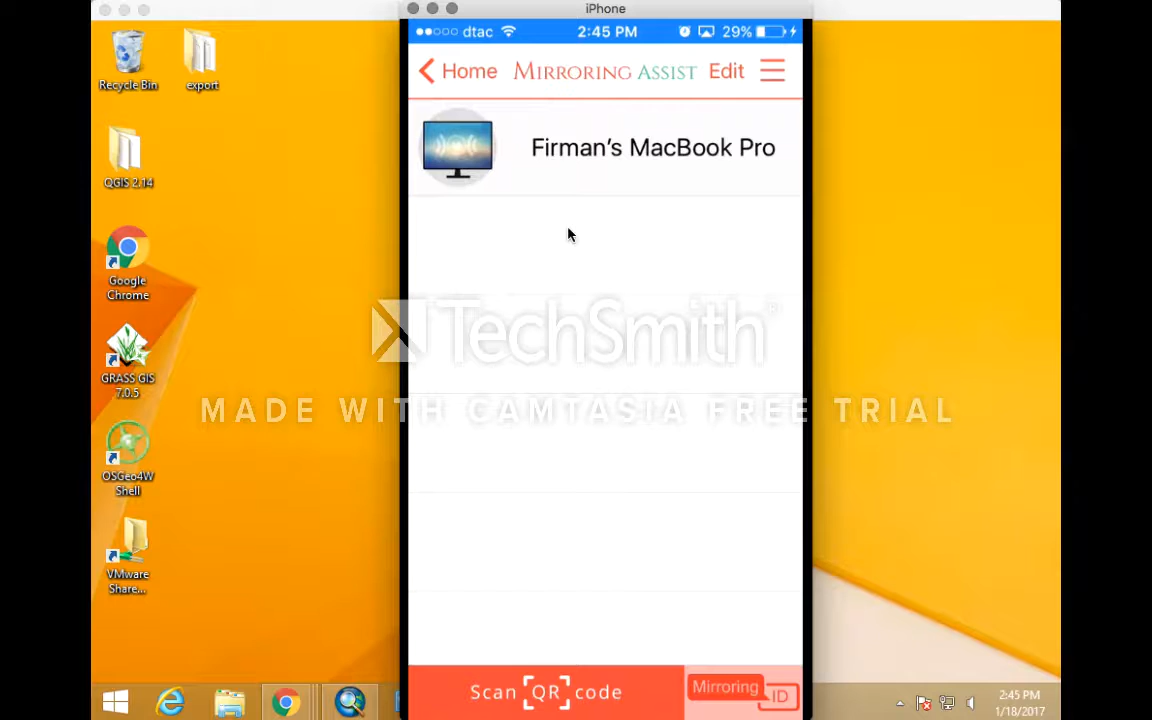 iPhone
dtac 2:45 PM 29%
Home MIRRORING ASSIST Edit
Firman's MacBook Pro
Recycle Bin
export
QGIS 2.14
Google
Chrome
GRASS GIS
7.0.5
OSGeo4W
Shell
VMware
Share...
TechSmith®
MADE WITH CAMTASIA FREE TRIAL
Scan QR code
Mirroring
ID
2:45 PM
1/18/2017